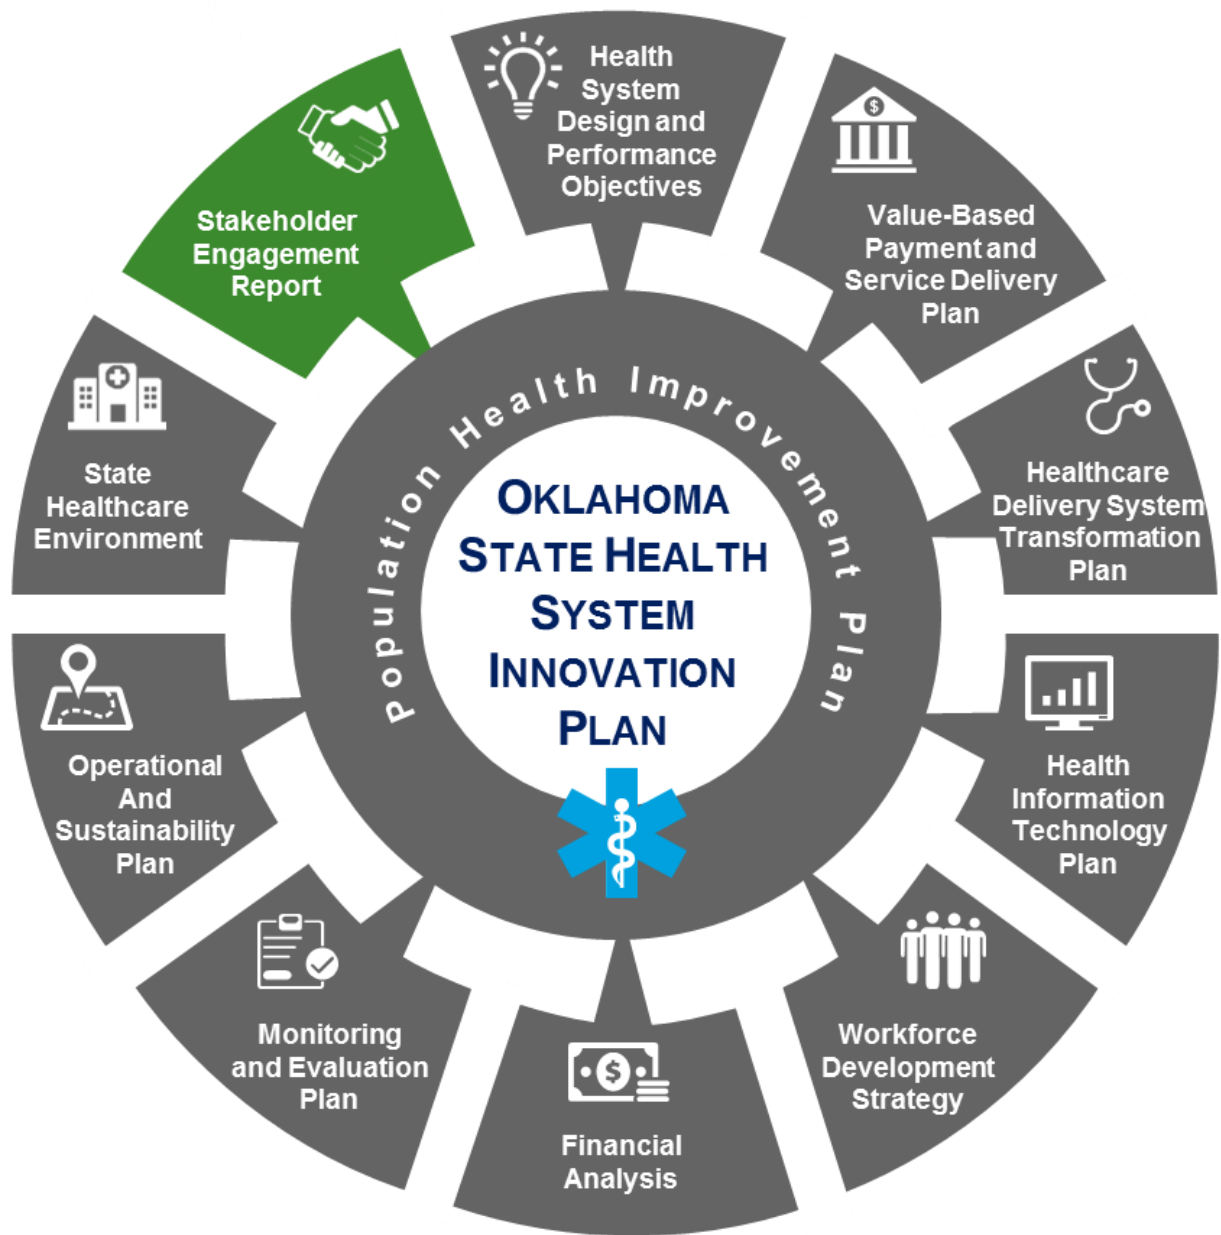 Health
System
Design and
Performance
Objectives
Value-Based
Payment and
Service Delivery
Plan
Healthcare
Delivery System
Transformation
Plan
Health
Information
Technology
Plan
Workforce
Development
Strategy
Financial
Analysis
Monitoring
and Evaluation
Plan
Operational
And
Sustainability
Plan
State
Healthcare
Environment
Stakeholder
Engagement
Report
Population Health Improvement Plan
OKLAHOMA
STATE HEALTH
SYSTEM
INNOVATION
PLAN
$
$